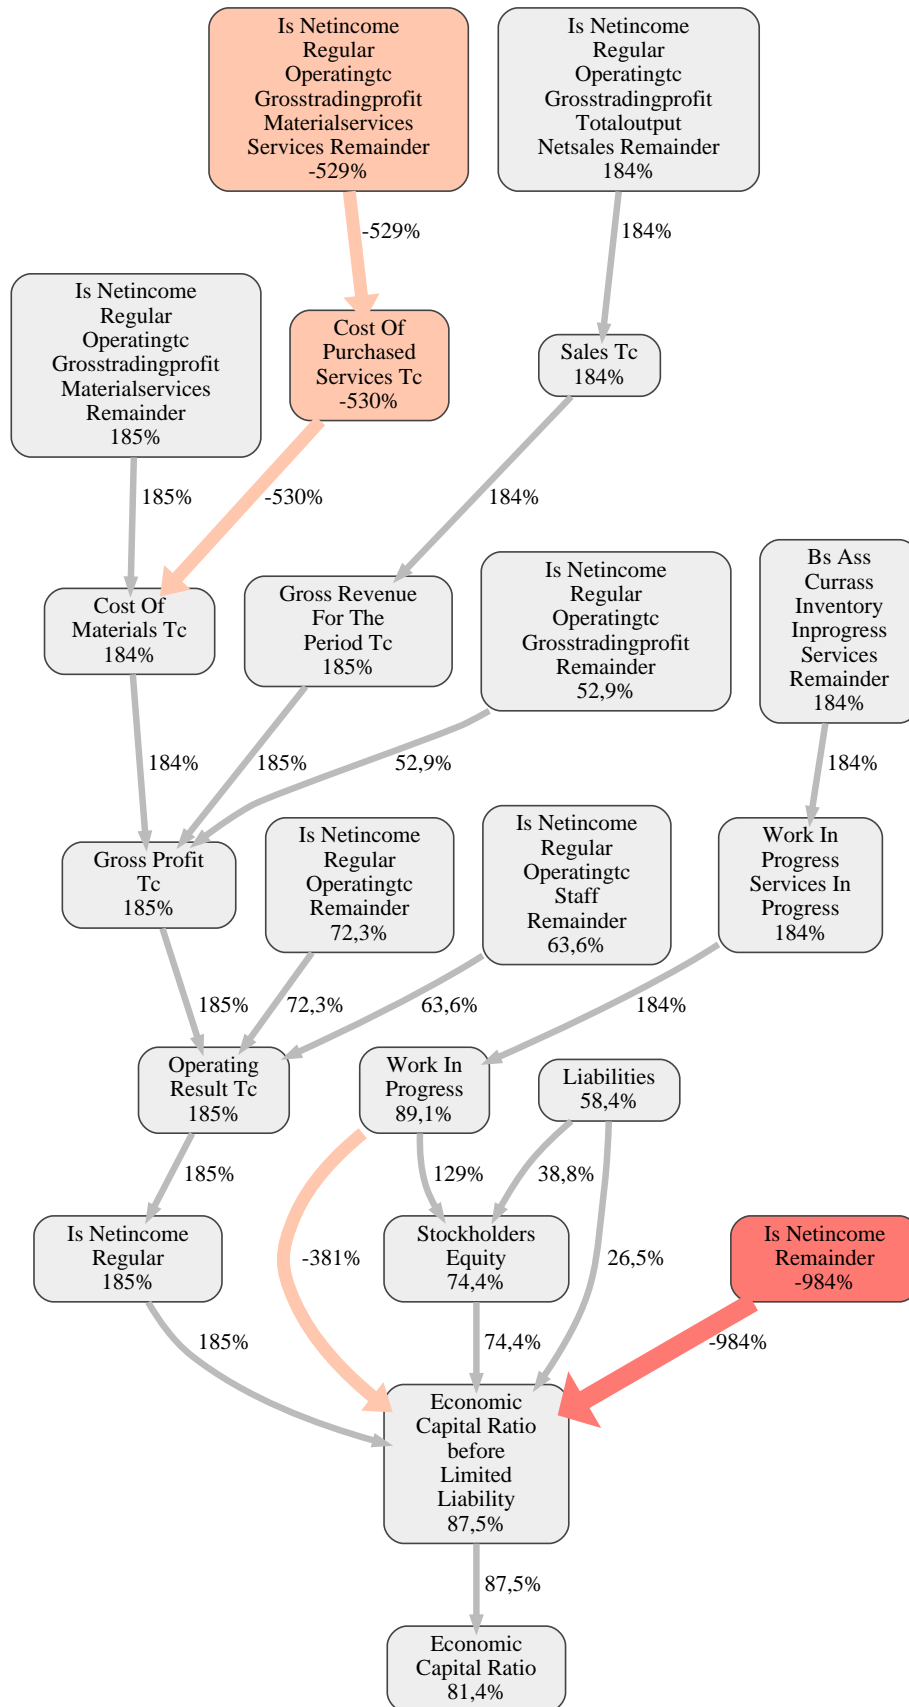 Is Netincome
Regular
Operatingtc
Grosstradingprofit
Materialservices
Services Remainder
-529%
Is Netincome
Regular
Operatingtc
Grosstradingprofit
Totaloutput
Netsales Remainder
184%
-529%
184%
Is Netincome
Regular
Operatingtc
Grosstradingprofit
Materialservices
Remainder
185%
Cost Of
Purchased
Services Tc
-530%
Sales Tc
184%
185%
-530%
184%
Cost Of
Materials Tc
184%
Gross Revenue
For The
Period Tc
185%
Is Netincome
Regular
Operatingtc
Grosstradingprofit
Remainder
52,9%
Bs Ass
Currass
Inventory
Inprogress
Services
Remainder
184%
184%
185%
52,9%
184%
Gross Profit
Tc
185%
Is Netincome
Regular
Operatingtc
Remainder
72,3%
Is Netincome
Regular
Operatingtc
Staff
Remainder
63,6%
Work In
Progress
Services In
Progress
184%
185%
72,3%
63,6%
184%
Operating
Result Tc
185%
Work In
Progress
89,1%
Liabilities
58,4%
185%
129%
38,8%
Is Netincome
Regular
185%
-381%
Stockholders
Equity
74,4%
26,5%
Is Netincome
Remainder
-984%
185%
74,4%
-984%
Economic
Capital Ratio
before
Limited
Liability
87,5%
87,5%
Economic
Capital Ratio
81,4%